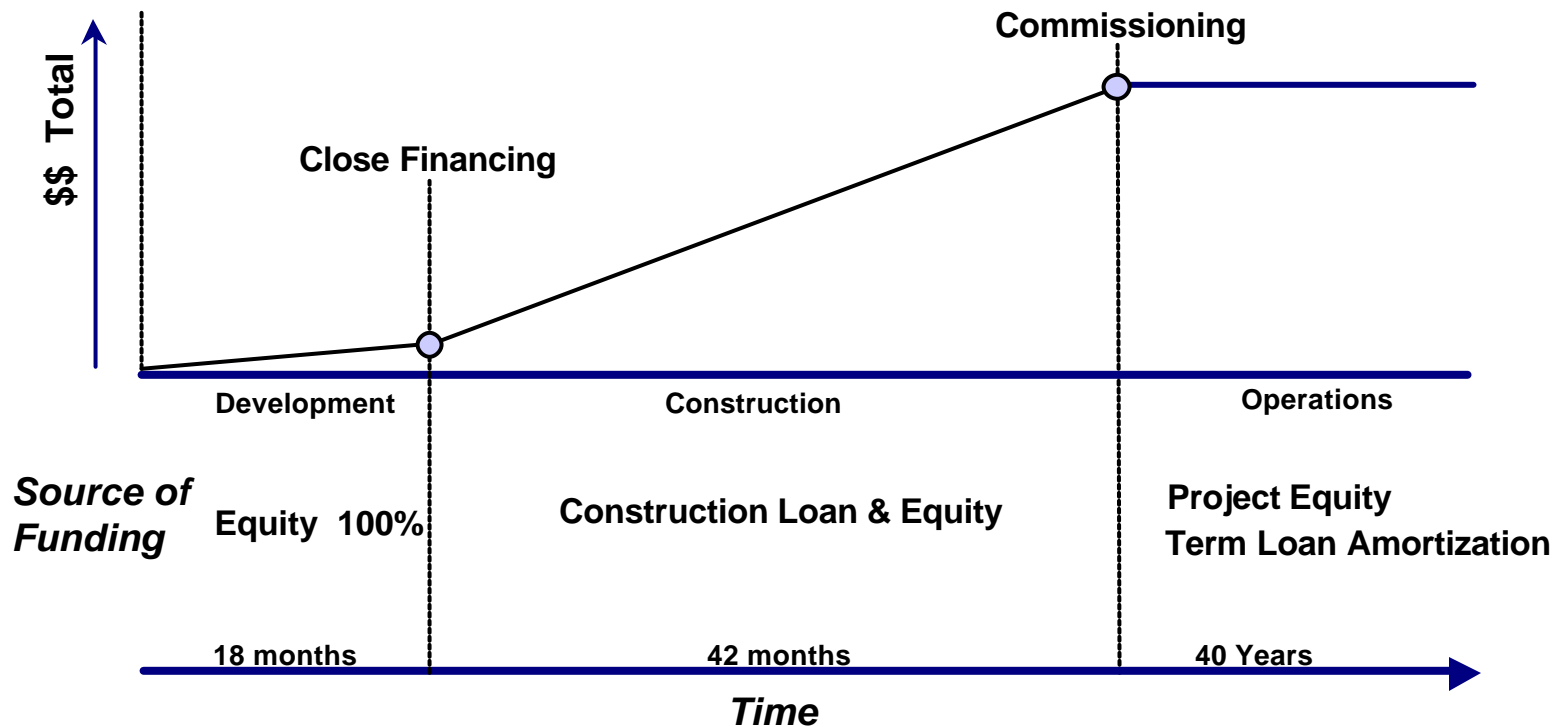 Commissioning
$$ Total
Close Financing
Development
Construction
Operations
Source of
Funding
Equity 100%
Construction Loan & Equity
Project Equity
Term Loan Amortization
18 months
42 months
40 Years
Time